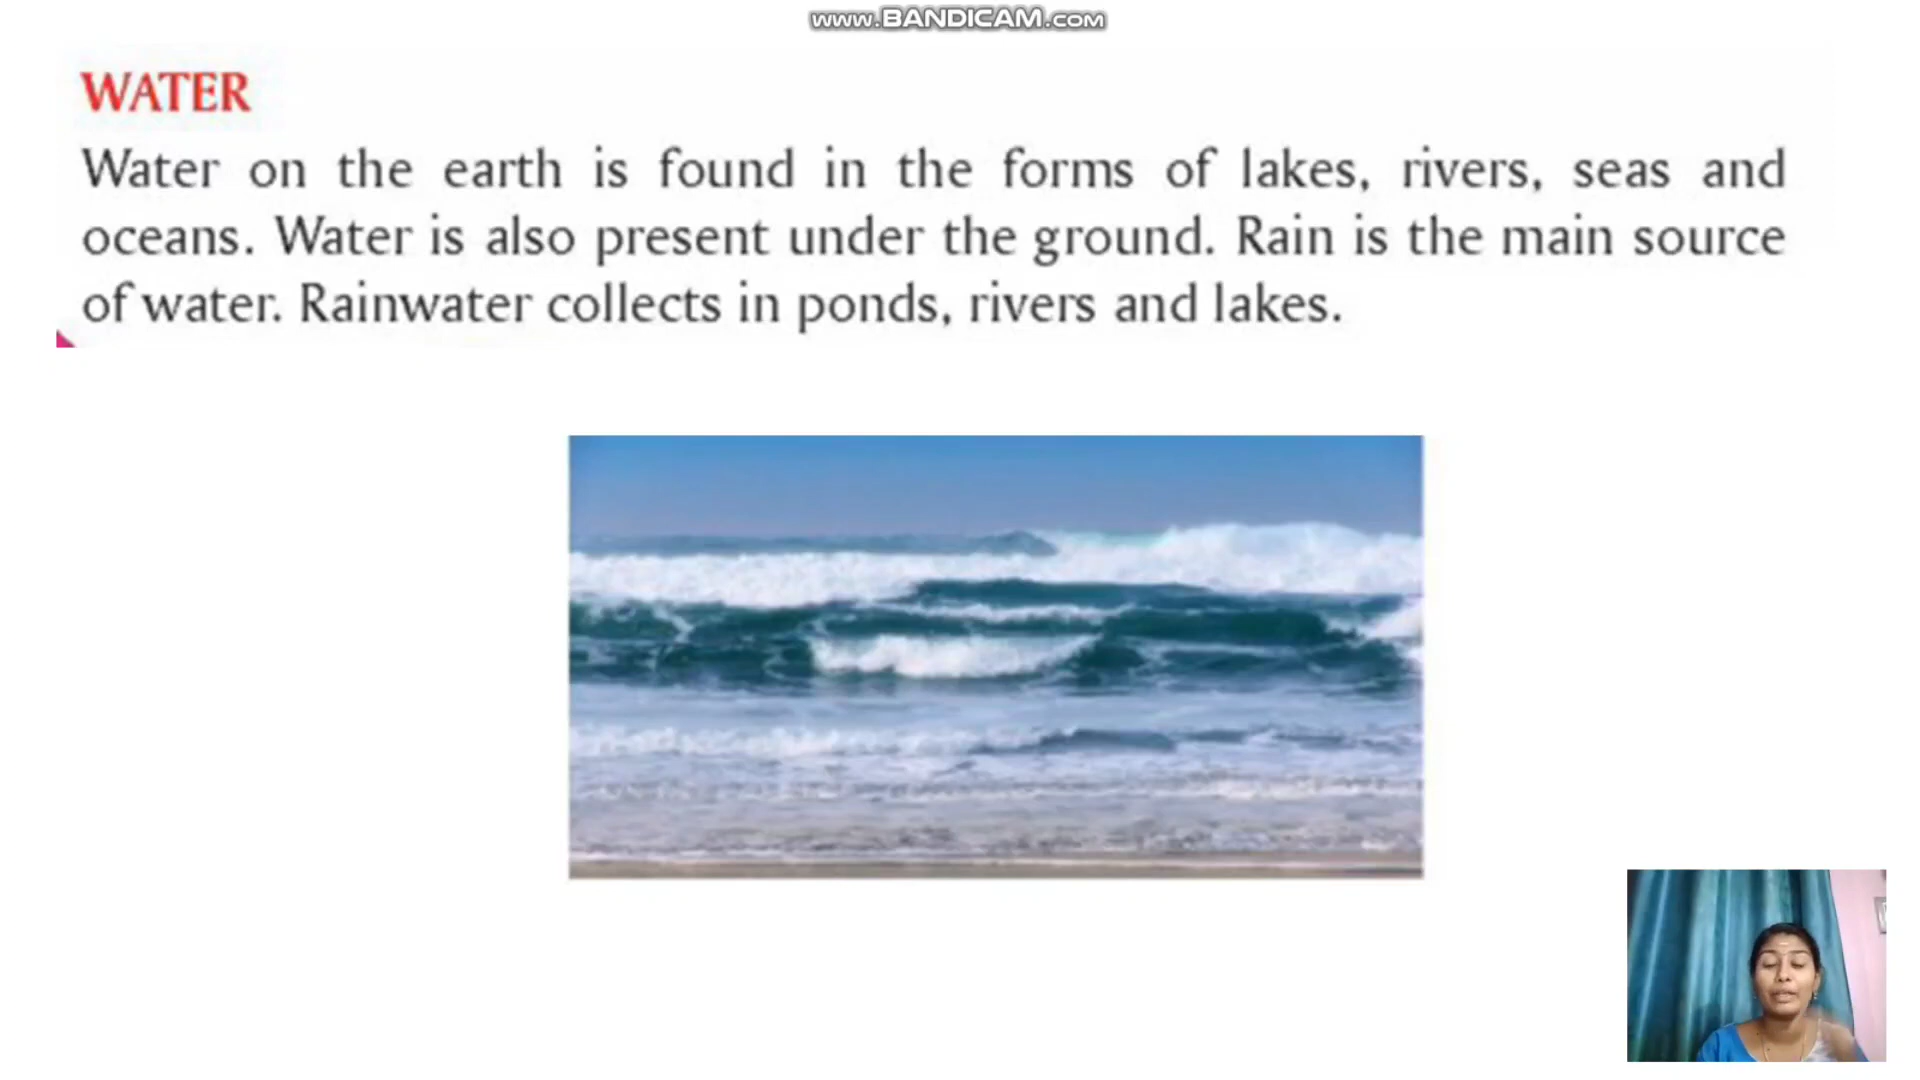 www.BANDICAM.com
WATER
Water on the earth is found in the forms of lakes, rivers, seas and
oceans. Water is also present under the ground. Rain is the main source
of water. Rainwater collects in ponds, rivers and lakes.